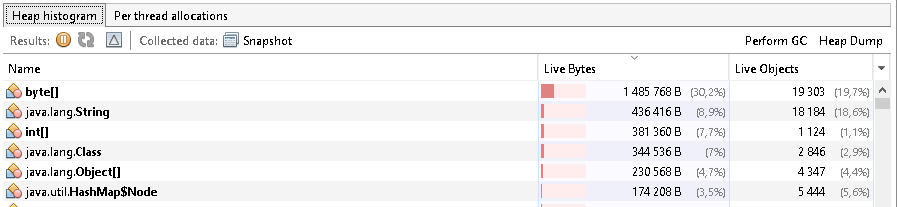 Heap histogram Per thread allocations
Results: Collected data: Snapshot Perform GC Heap Dump
Name Live Bytes Live Objects
byte[] 1 485 768 B (30,2%) 19 303 (19,7%)
java.lang.String 436 416 B (8,9%) 18 184 (18,6%)
int[] 381 360 B (7,7%) 1 124 (1,1%)
java.lang.Class 344 536 B (7%) 2 846 (2,9%)
java.lang.Object[] 230 568 B (4,7%) 4 347 (4,4%)
java.util.HashMap$Node 174 208 B (3,5%) 5 444 (5,6%)